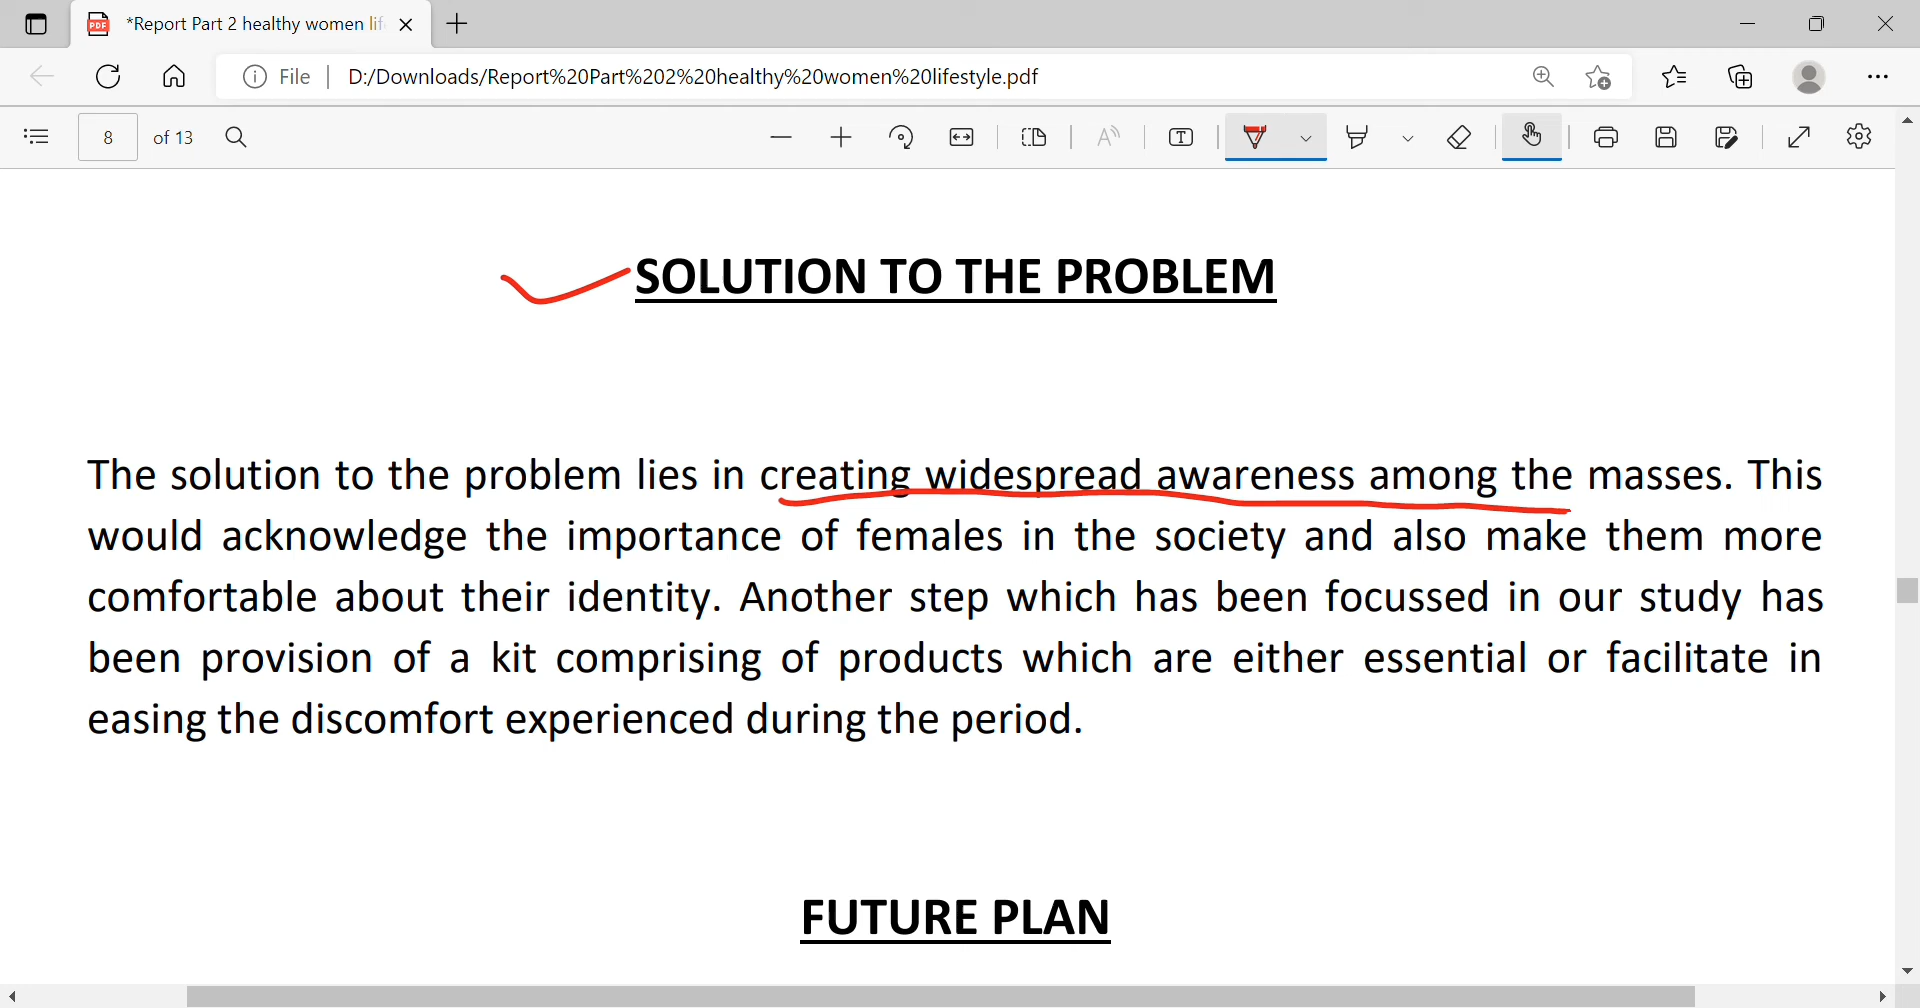 *Report Part 2 healthy women lif
File D:/Downloads/Report%20Part%202%20healthy%20women%20lifestyle.pdf
8 of 13
SOLUTION TO THE PROBLEM
The solution to the problem lies in creating widespread awareness among the masses. This
would acknowledge the importance of females in the society and also make them more
comfortable about their identity. Another step which has been focussed in our study has
been provision of a kit comprising of products which are either essential or facilitate in
easing the discomfort experienced during the period.
FUTURE PLAN